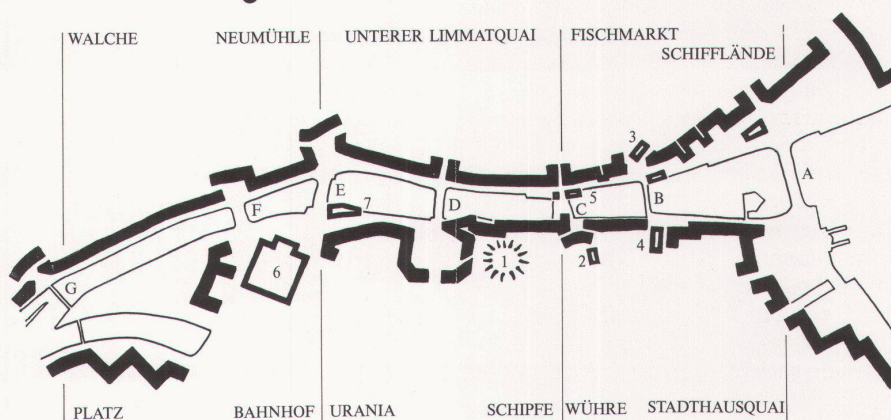 WALCHE NEUMÜHLE UNTERER LIMMATQUAI FISCHMARKT
SCHIFFLÄNDE
3
A
E
5
7
B
F
D
C
1
4
2
6
G
PLATZ BAHNHOF URANIA SCHIPFE WÜHRE STADTHAUSQUAI